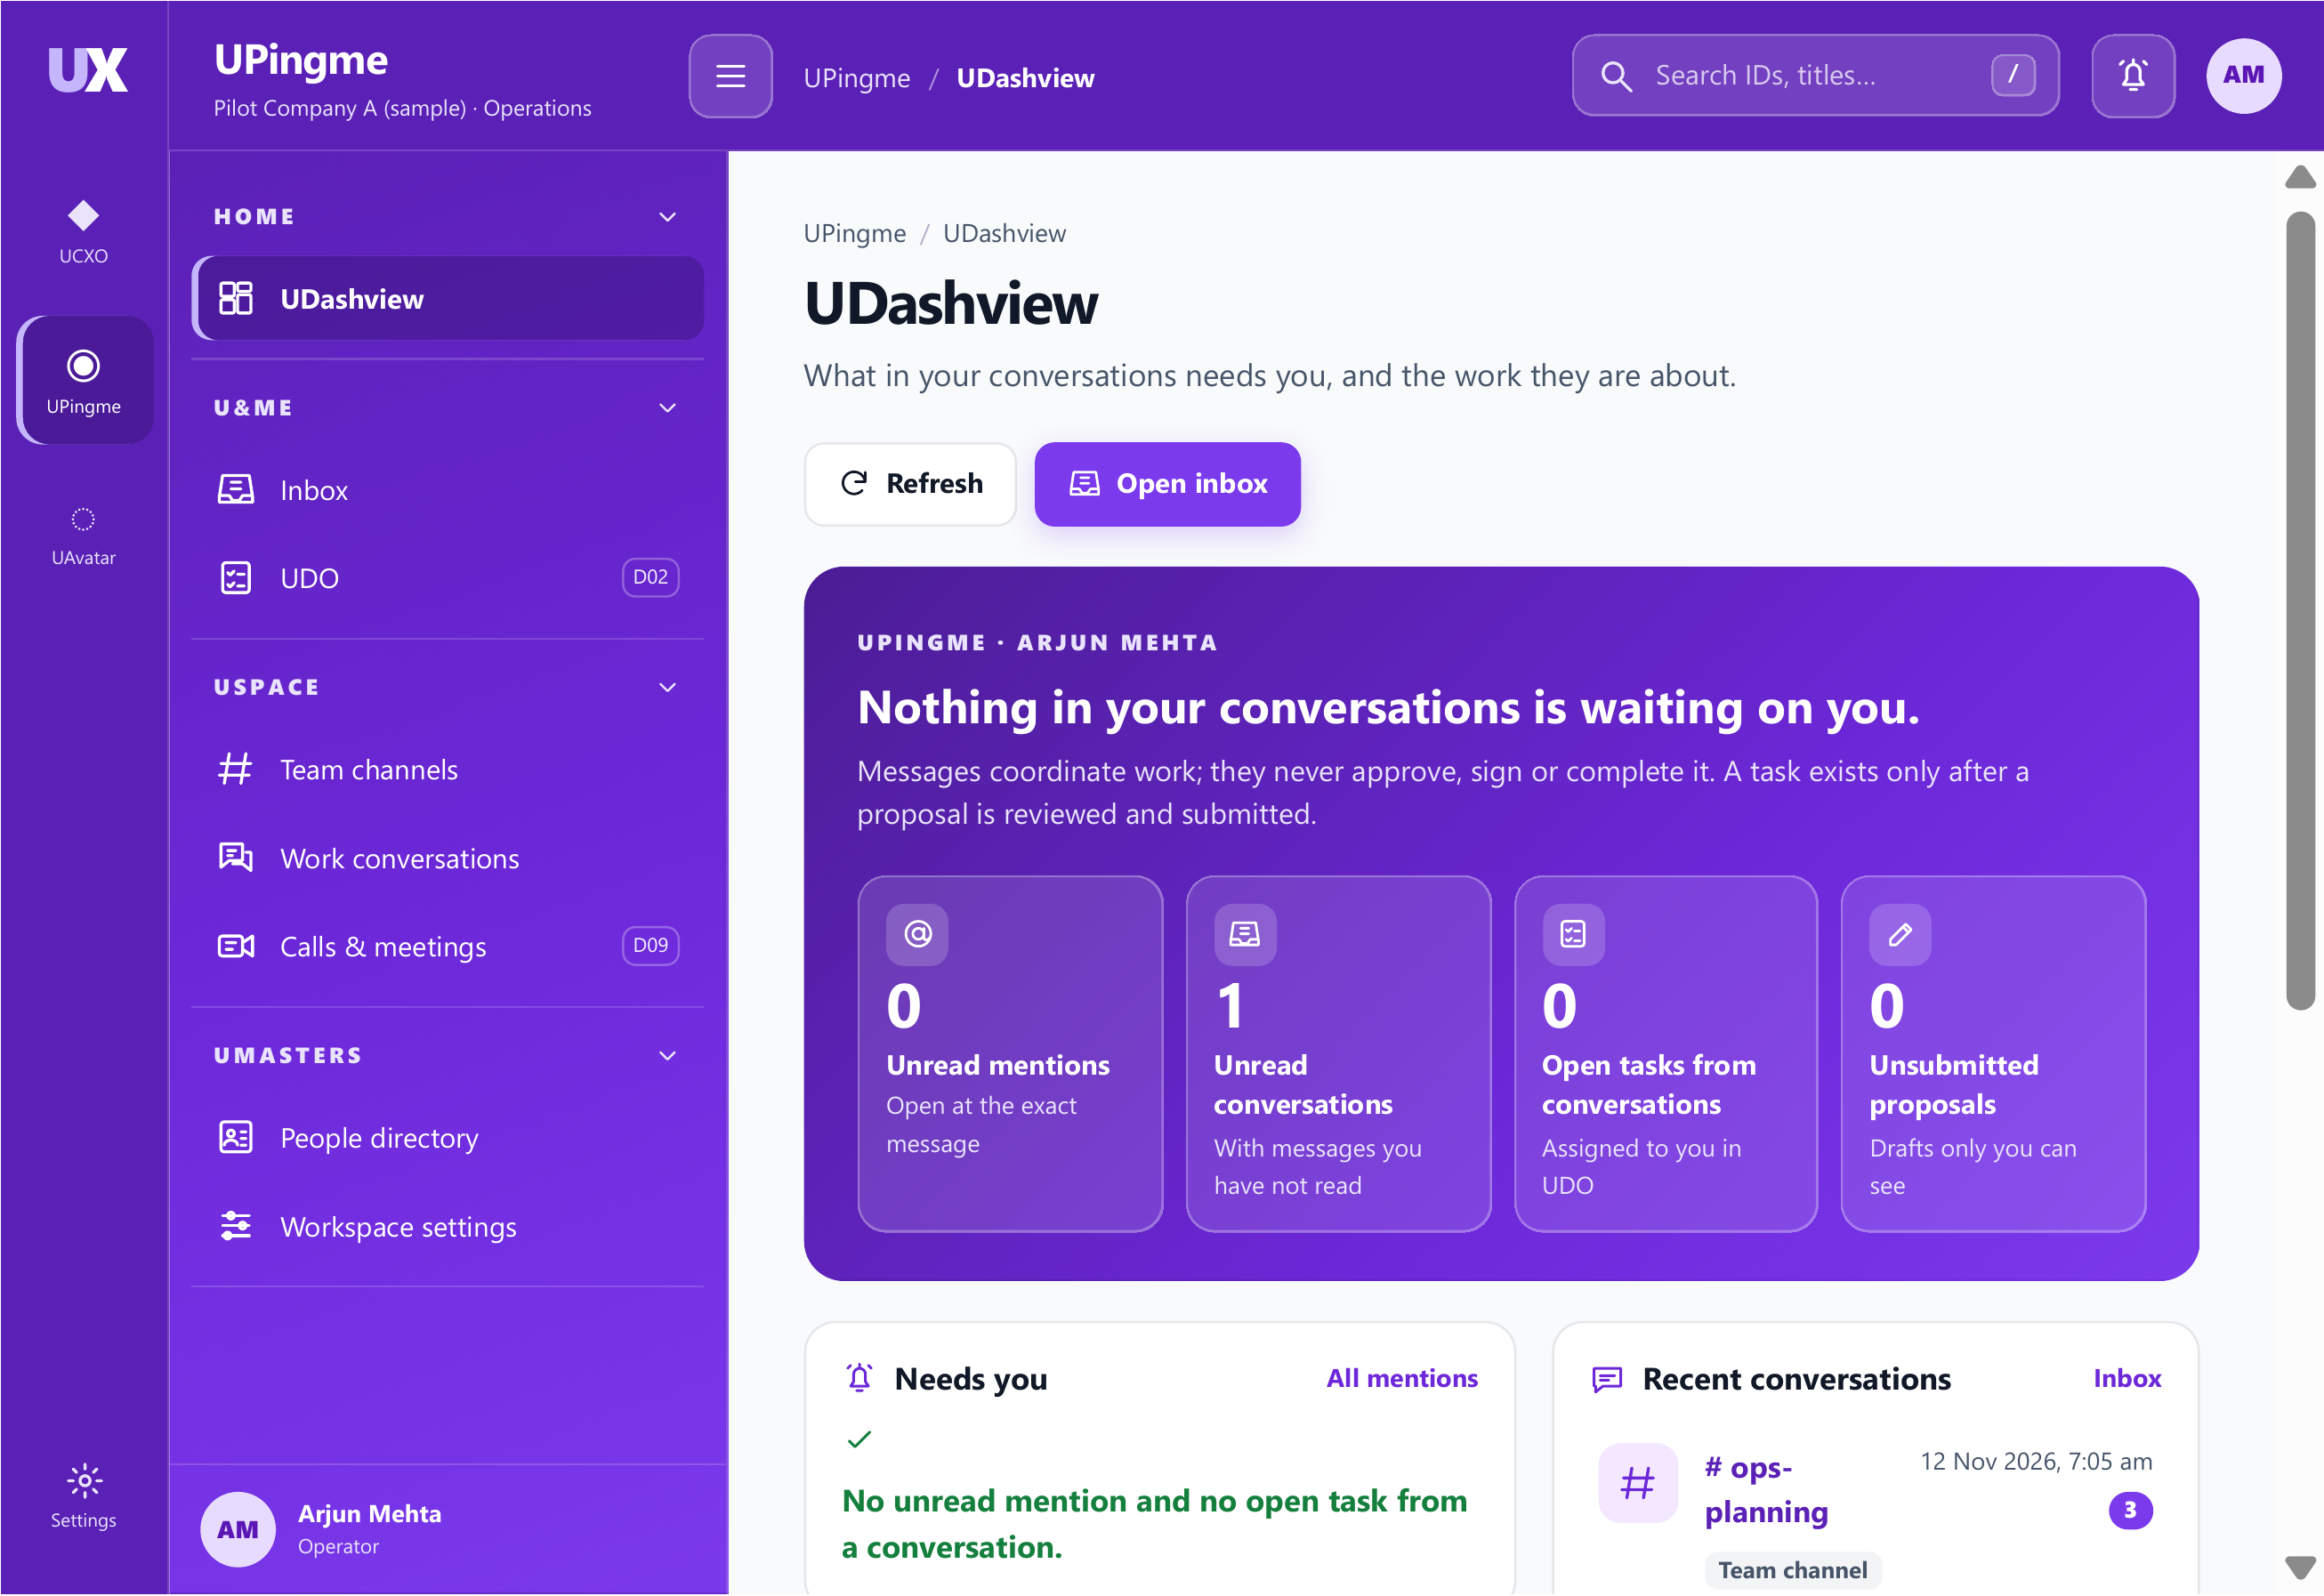 UX
UPingme
Pilot Company A (sample) · Operations
UPingme / UDashview
Search IDs, titles...
/
AM
UCXO
UPingme
UAvatar
Settings
HOME
UDashview
U&ME
Inbox
UDO
D02
USPACE
Team channels
Work conversations
Calls & meetings
D09
UMASTERS
People directory
Workspace settings
AM
Arjun Mehta
Operator
UPingme / UDashview
UDashview
What in your conversations needs you, and the work they are about.
Refresh
Open inbox
UPINGME · ARJUN MEHTA
Nothing in your conversations is waiting on you.
Messages coordinate work; they never approve, sign or complete it. A task exists only after a
proposal is reviewed and submitted.
0
Unread mentions
Open at the exact
message
1
Unread
conversations
With messages you
have not read
0
Open tasks from
conversations
Assigned to you in
UDO
0
Unsubmitted
proposals
Drafts only you can
see
Needs you
All mentions
No unread mention and no open task from
a conversation.
Recent conversations
Inbox
# ops-
planning
12 Nov 2026, 7:05 am
3
Team channel